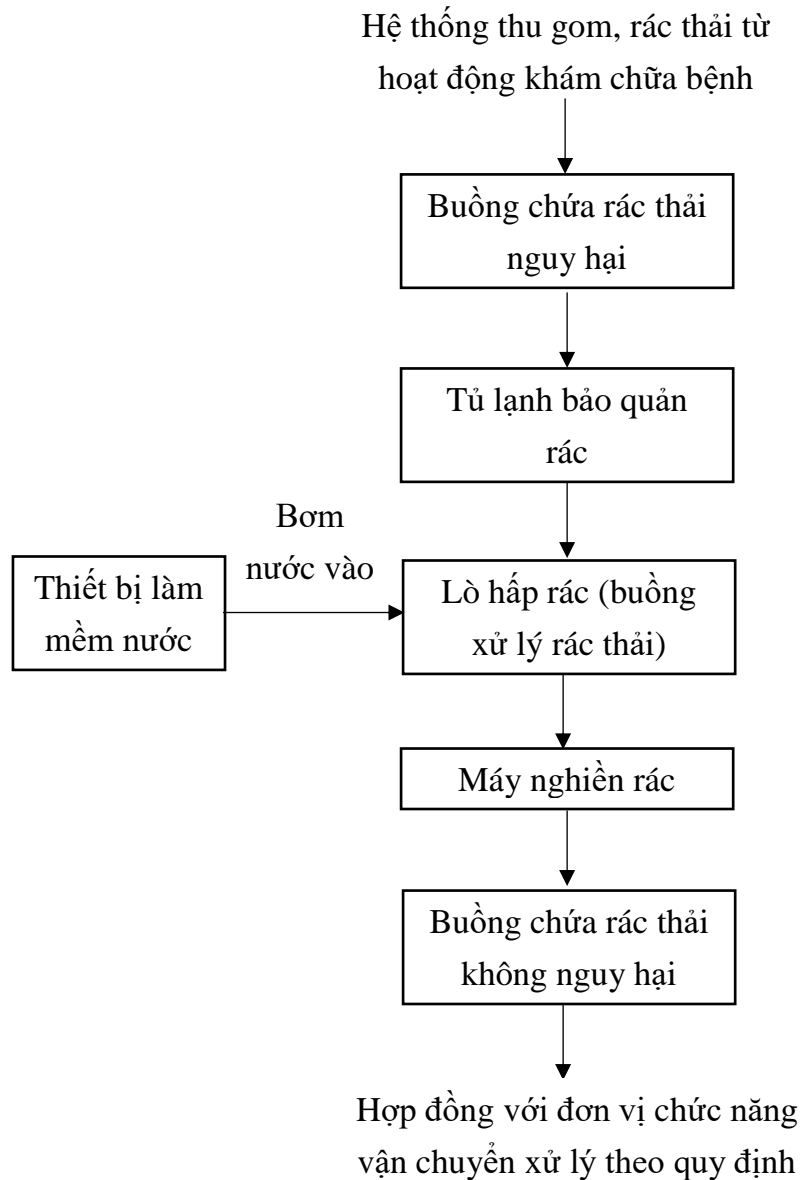 Hệ thống thu gom, rác thải từ
hoạt động khám chữa bệnh
Buồng chứa rác thải
nguy hại
Tủ lạnh bảo quản
rác
Bơm
nước vào
Thiết bị làm
mềm nước
Lò hấp rác (buồng
xử lý rác thải)
Máy nghiền rác
Buồng chứa rác thải
không nguy hại
Hợp đồng với đơn vị chức năng
vận chuyển xử lý theo quy định